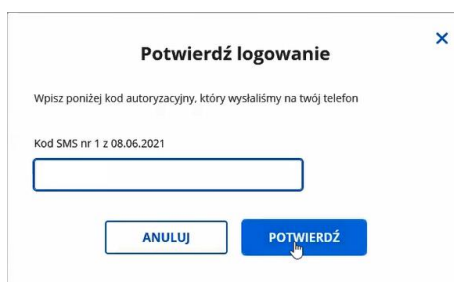 Potwierdź logowanie
Wpisz poniżej kod autoryzacyjny, który wysłaliśmy na twój telefon
Kod SMS nr 1 z 08.06.2021
ANULUJ
POTWIERDŹ